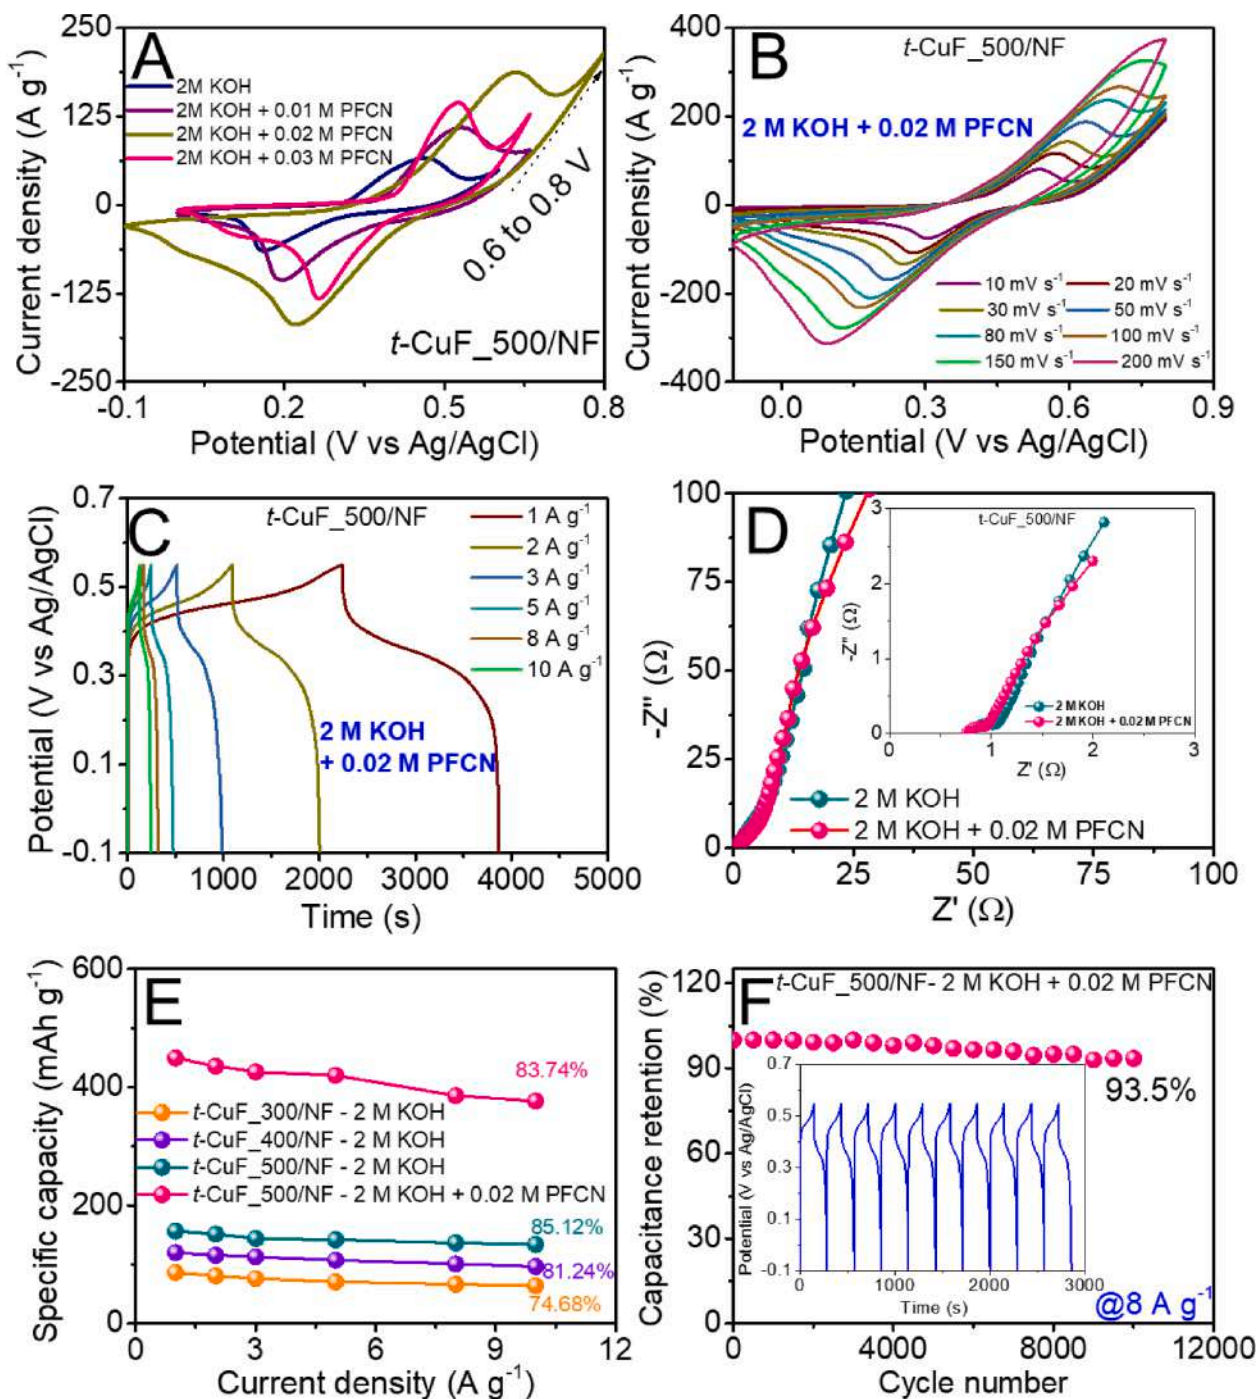 A
250
125
0
-125
-250
-0.1
0.2
0.5
0.8
Current density (A g⁻¹)
Potential (V vs Ag/AgCl)
2M KOH
2M KOH + 0.01 M PFCN
2M KOH + 0.02 M PFCN
2M KOH + 0.03 M PFCN
0.6 to 0.8 V
t-CuF_500/NF
B
t-CuF_500/NF
2 M KOH + 0.02 M PFCN
400
200
0
-200
-400
0.0
0.3
0.6
0.9
Current density (A g⁻¹)
Potential (V vs Ag/AgCl)
10 mV s⁻¹
20 mV s⁻¹
30 mV s⁻¹
50 mV s⁻¹
80 mV s⁻¹
100 mV s⁻¹
150 mV s⁻¹
200 mV s⁻¹
C
t-CuF_500/NF
0.7
0.5
0.3
0.1
-0.1
0
1000
2000
3000
4000
5000
Potential (V vs Ag/AgCl)
Time (s)
1 A g⁻¹
2 A g⁻¹
3 A g⁻¹
5 A g⁻¹
8 A g⁻¹
10 A g⁻¹
2 M KOH
+ 0.02 M PFCN
D
100
75
50
25
0
0
25
50
75
100
-Z" (Ω)
Z' (Ω)
2 M KOH
2 M KOH + 0.02 M PFCN
t-CuF_500/NF
3
2
1
0
0
1
2
3
-Z" (Ω)
Z' (Ω)
2 M KOH
2 M KOH + 0.02 M PFCN
E
600
400
200
0
0
3
6
9
12
Specific capacity (mAh g⁻¹)
Current density (A g⁻¹)
83.74%
t-CuF_300/NF - 2 M KOH
t-CuF_400/NF - 2 M KOH
t-CuF_500/NF - 2 M KOH
t-CuF_500/NF - 2 M KOH + 0.02 M PFCN
85.12%
81.24%
74.68%
F
t-CuF_500/NF- 2 M KOH + 0.02 M PFCN
120
90
60
30
0
0
4000
8000
12000
Capacitance retention (%)
Cycle number
93.5%
0.7
0.5
0.3
0.1
-0.1
0
1000
2000
3000
Potential (V vs Ag/AgCl)
Time (s)
@8 A g⁻¹